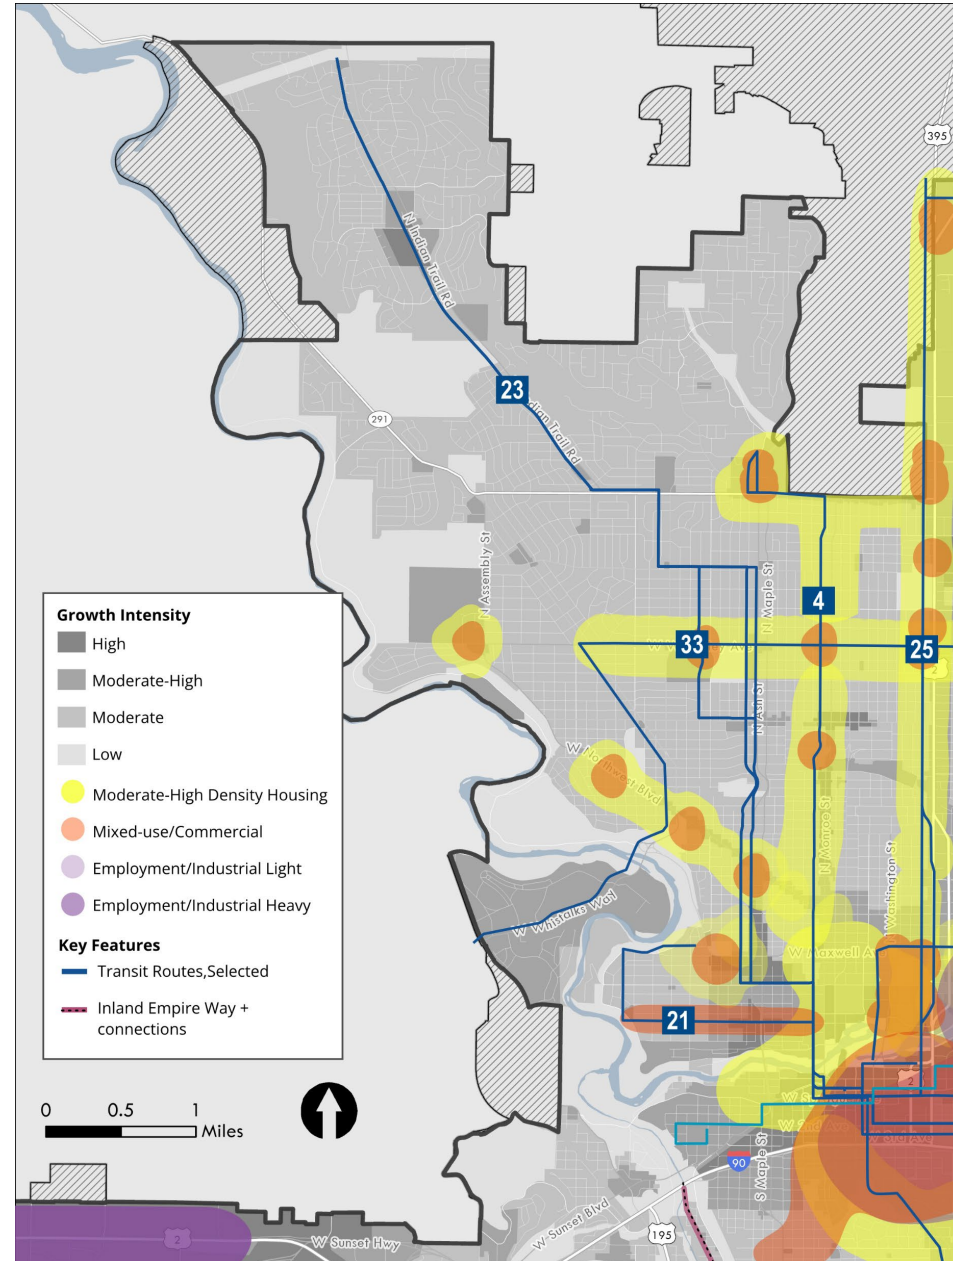 395
N Indian Trail Rd
23
dian Trail Rd
291
N Assembly St
N Maple St
4
33
25
2
N Ash St
W Northwest Blvd
N Monroe St
Washington St
W Whistalks Way
W Maxwell A
21
2
90
S Maple St
195
W Sunset Blvd
W Sunset Hwy
2
Growth Intensity
High
Moderate-High
Moderate
Low
Moderate-High Density Housing
Mixed-use/Commercial
Employment/Industrial Light
Employment/Industrial Heavy
Key Features
Transit Routes,Selected
Inland Empire Way +
connections
0 0.5 1
Miles